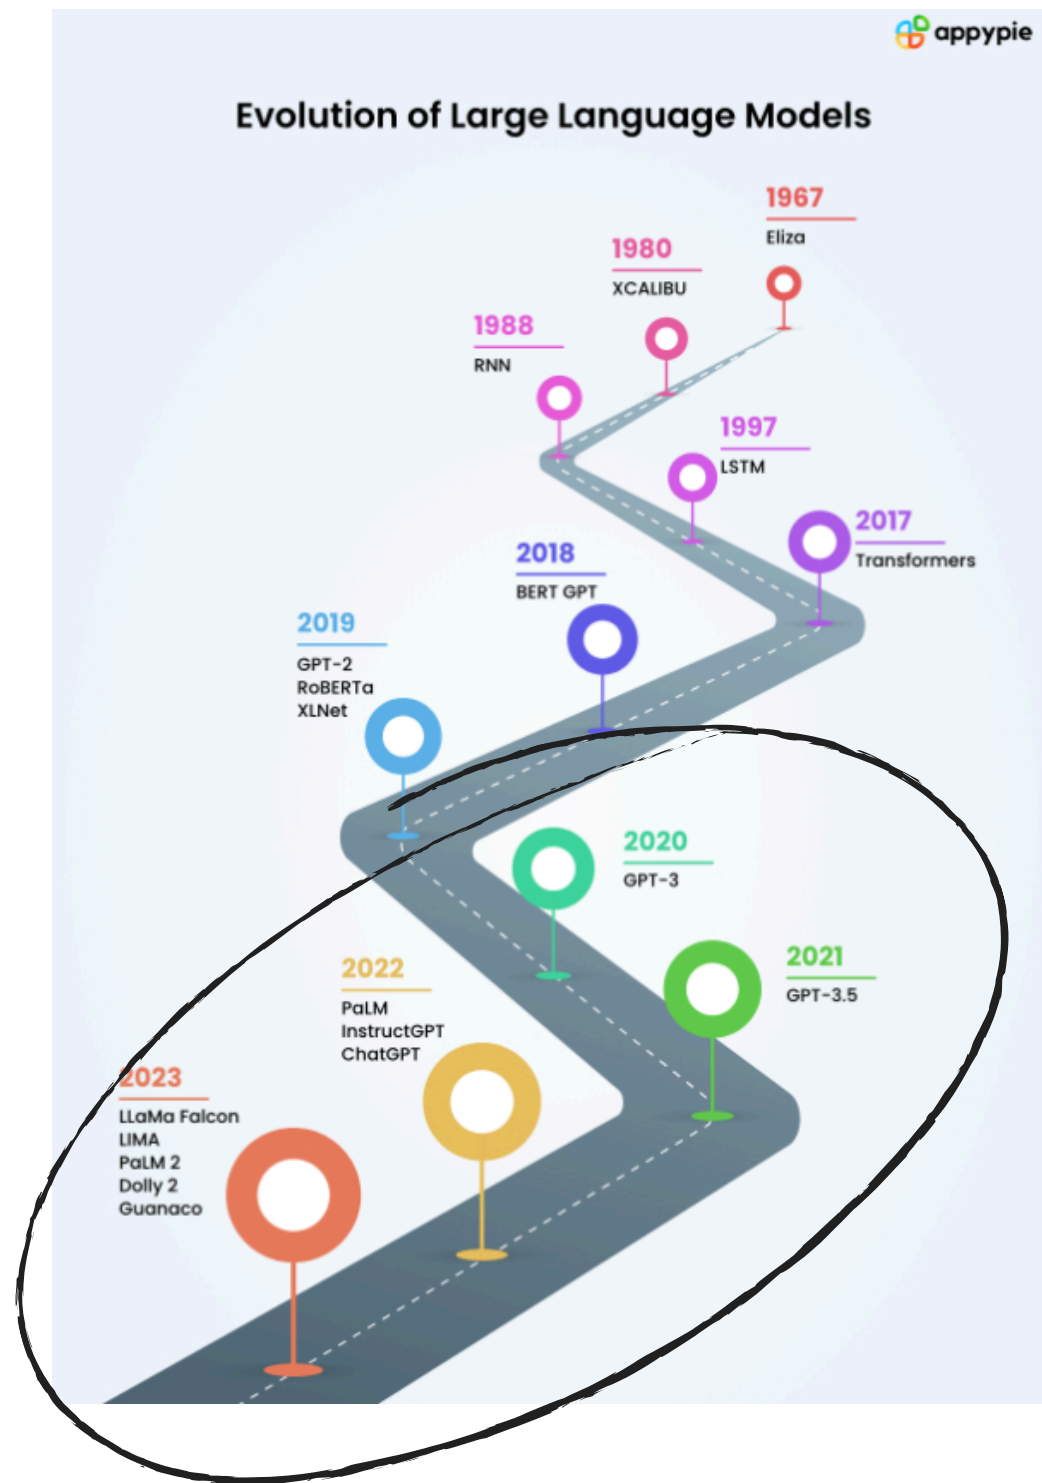 appypie
Evolution of Large Language Models
1967
Eliza
1980
XCALIBU
1988
RNN
1997
LSTM
2017
Transformers
2018
BERT GPT
2019
GPT-2
RoBERTa
XLNet
2020
GPT-3
2021
GPT-3.5
2022
PaLM
InstructGPT
ChatGPT
2023
LLaMa Falcon
LIMA
PaLM 2
Dolly 2
Guanaco